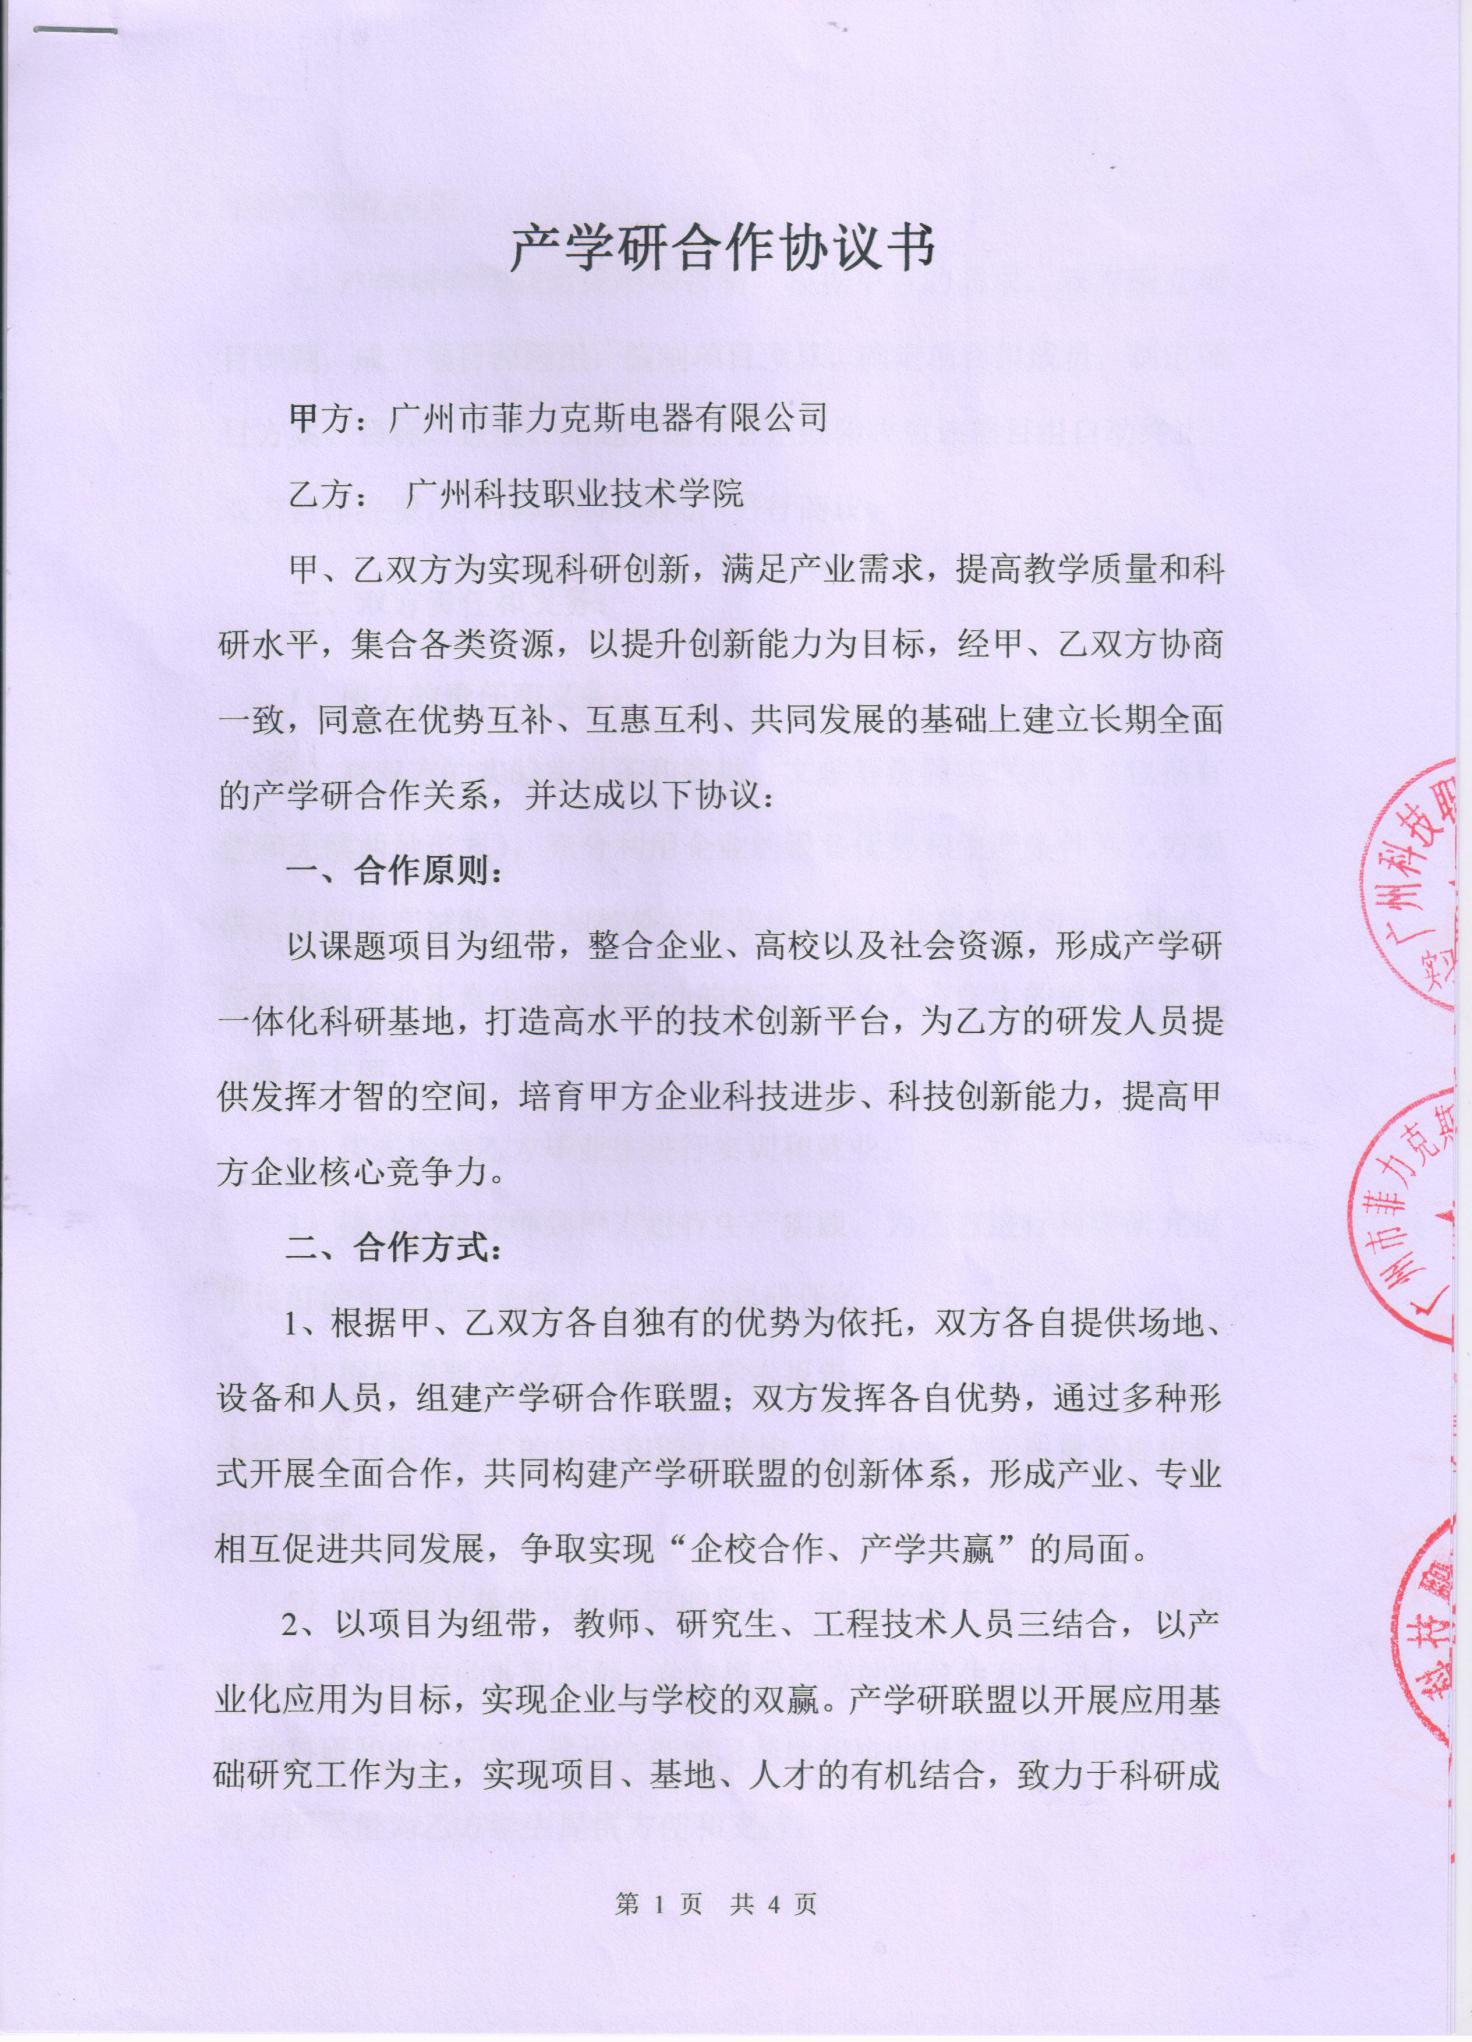 产学研合作协议书
甲方：广州市菲力克斯电器有限公司
乙方： 广州科技职业技术学院
甲、乙双方为实现科研创新，满足产业需求，提高教学质量和科
研水平，集合各类资源，以提升创新能力为目标，经甲、乙双方协商
一致，同意在优势互补、互惠互利、共同发展的基础上建立长期全面
的产学研合作关系，并达成以下协议：
一、合作原则：
以课题项目为纽带，整合企业、高校以及社会资源，形成产学研
一体化科研基地，打造高水平的技术创新平台，为乙方的研发人员提
供发挥才智的空间，培育甲方企业科技进步、科技创新能力，提高甲
方企业核心竞争力。
二、合作方式：
1、根据甲、乙双方各自独有的优势为依托，双方各自提供场地、
设备和人员，组建产学研合作联盟；双方发挥各自优势，通过多种形
式开展全面合作，共同构建产学研联盟的创新体系，形成产业、专业
相互促进共同发展，争取实现“企校合作、产学共赢”的局面。
2、以项目为纽带，教师、研究生、工程技术人员三结合，以产
业化应用为目标，实现企业与学校的双赢。产学研联盟以开展应用基
础研究工作为主，实现项目、基地、人才的有机结合，致力于科研成
第 1 页 共 4 页
广州科技职
实
广州市菲力克斯
技